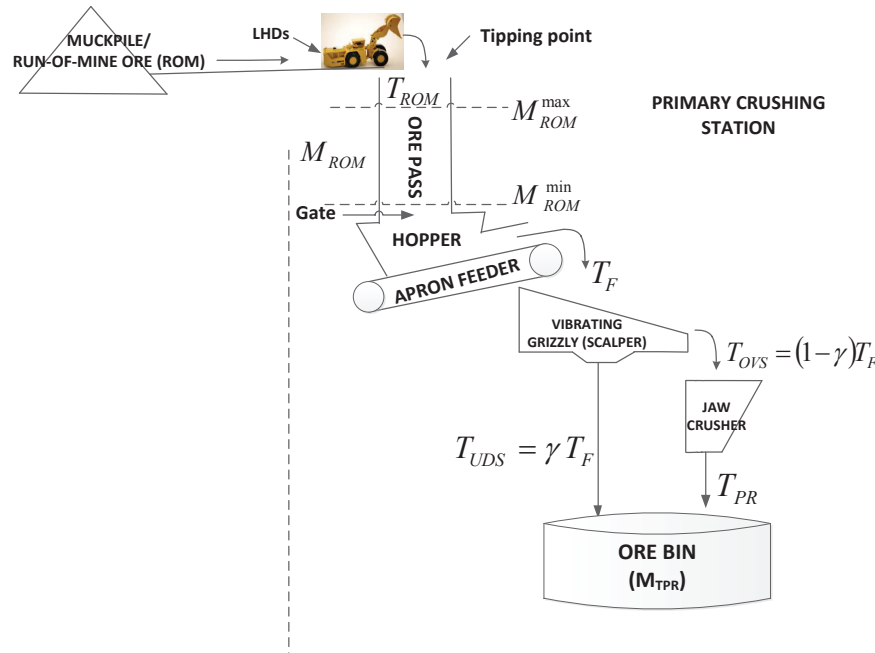 MUCKPILE/
RUN-OF-MINE ORE (ROM)
LHDs
Tipping point
T_ROM
M_ROM^max
PRIMARY CRUSHING
STATION
ORE PASS
M_ROM
M_ROM^min
Gate
HOPPER
APRON FEEDER
T_F
VIBRATING
GRIZZLY (SCALPER)
T_OVS = (1-γ)T_F
JAW
CRUSHER
T_UDS = γ T_F
T_PR
ORE BIN
(M_TPR)